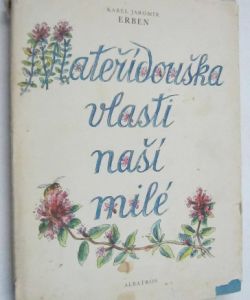 KAREL JAROMÍR
ERBEN
Mateřídouška
vlasti
naší
milé
ALBATROS